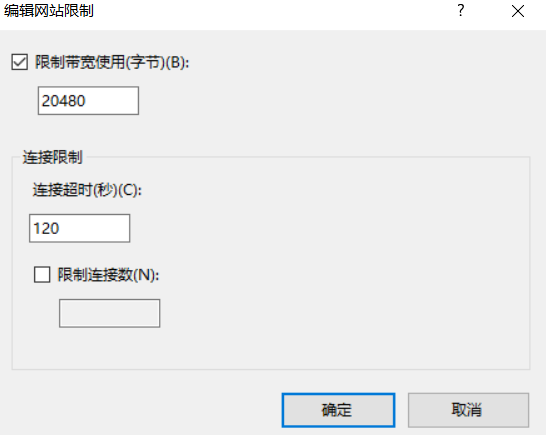 编辑网站限制
限制带宽使用(字节)(B):
20480
连接限制
连接超时(秒)(C):
120
限制连接数(N):
确定 取消